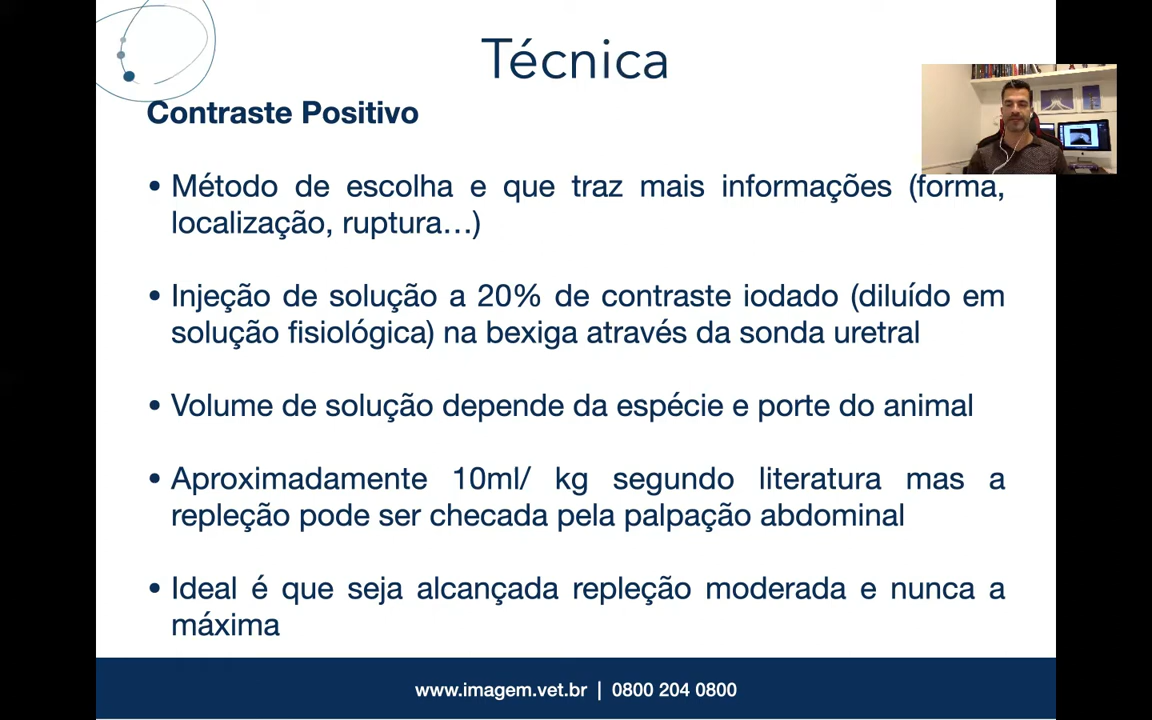 Técnica
Contraste Positivo
• Método de escolha e que traz mais informações (forma,
localização, ruptura…)
• Injeção de solução a 20% de contraste iodado (diluído em
solução fisiológica) na bexiga através da sonda uretral
• Volume de solução depende da espécie e porte do animal
• Aproximadamente 10ml/ kg segundo literatura mas a
repleção pode ser checada pela palpação abdominal
• Ideal é que seja alcançada repleção moderada e nunca a
máxima
www.imagem.vet.br | 0800 204 0800